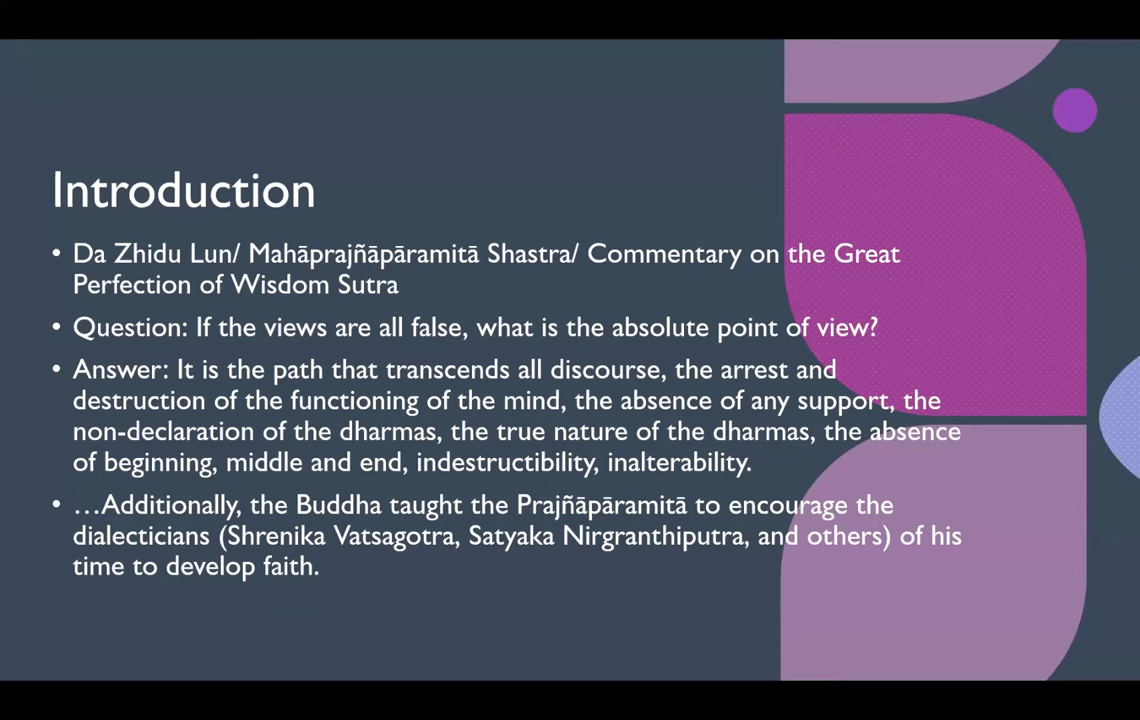 Introduction
• Da Zhidu Lun/ Mahāprajñāpāramitā Shastra/ Commentary on the Great
Perfection of Wisdom Sutra
• Question: If the views are all false, what is the absolute point of view?
• Answer: It is the path that transcends all discourse, the arrest and
destruction of the functioning of the mind, the absence of any support, the
non-declaration of the dharmas, the true nature of the dharmas, the absence
of beginning, middle and end, indestructibility, inalterability.
• …Additionally, the Buddha taught the Prajñāpāramitā to encourage the
dialecticians (Shrenika Vatsagotra, Satyaka Nirgranthiputra, and others) of his
time to develop faith.